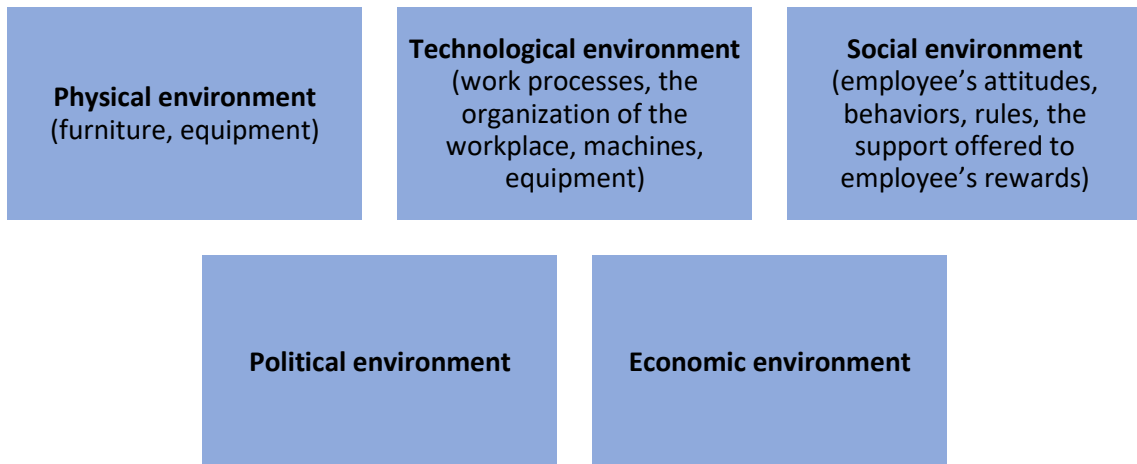 Physical environment
(furniture, equipment)
Technological environment
(work processes, the
organization of the
workplace, machines,
equipment)
Social environment
(employee’s attitudes,
behaviors, rules, the
support offered to
employee’s rewards)
Political environment
Economic environment